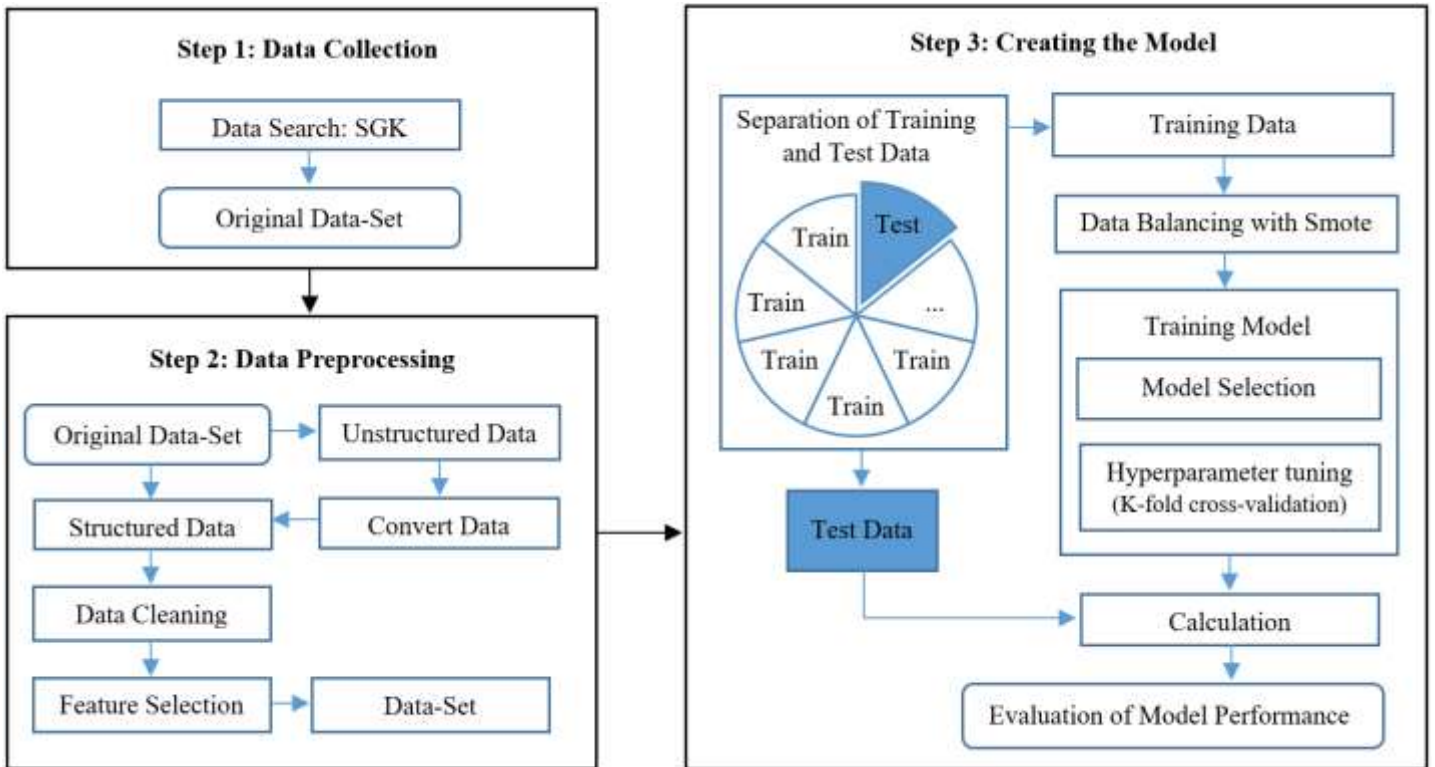 Step 1: Data Collection
Data Search: SGK
Original Data-Set
Step 2: Data Preprocessing
Original Data-Set
Unstructured Data
Structured Data
Convert Data
Data Cleaning
Feature Selection
Data-Set
Step 3: Creating the Model
Separation of Training
and Test Data
Test
Train
Train
...
Train
Train
Train
Test Data
Training Data
Data Balancing with Smote
Training Model
Model Selection
Hyperparameter tuning
(K-fold cross-validation)
Calculation
Evaluation of Model Performance